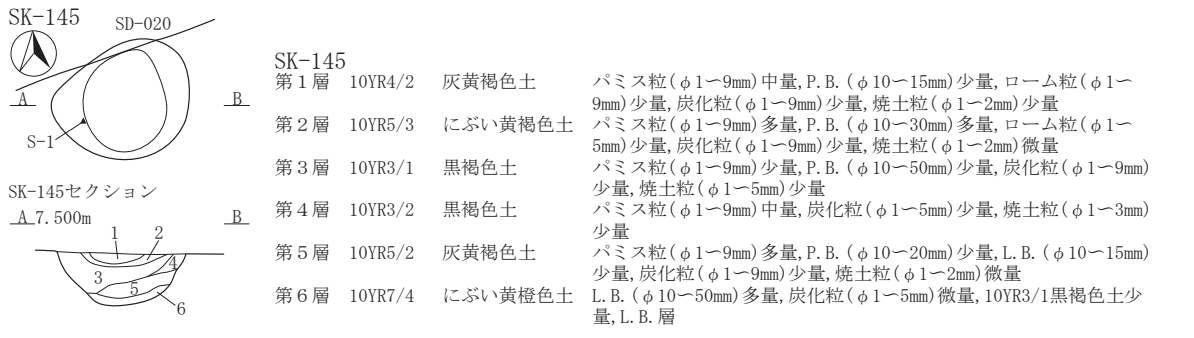 SK-145
SD-020
A
B
S-1
SK-145セクション
A 7.500m
B
1
2
3
4
5
6
SK-145
第1層 10YR4/2 灰黄褐色土 パミス粒(φ1〜9mm)中量,P.B.(φ10〜15mm)少量,ローム粒(φ1〜
9mm)少量,炭化粒(φ1〜9mm)少量,焼土粒(φ1〜2mm)少量
第2層 10YR5/3 にぶい黄褐色土 パミス粒(φ1〜9mm)多量,P.B.(φ10〜30mm)多量,ローム粒(φ1〜
5mm)少量,炭化粒(φ1〜9mm)少量,焼土粒(φ1〜2mm)微量
第3層 10YR3/1 黒褐色土 パミス粒(φ1〜9mm)少量,P.B.(φ10〜50mm)少量,炭化粒(φ1〜9mm)
少量,焼土粒(φ1〜5mm)少量
第4層 10YR3/2 黒褐色土 パミス粒(φ1〜9mm)中量,炭化粒(φ1〜5mm)少量,焼土粒(φ1〜3mm)
少量
第5層 10YR5/2 灰黄褐色土 パミス粒(φ1〜9mm)多量,P.B.(φ10〜20mm)少量,L.B.(φ10〜15mm)
少量,炭化粒(φ1〜9mm)少量,焼土粒(φ1〜2mm)微量
第6層 10YR7/4 にぶい黄橙色土 L.B.(φ10〜50mm)多量,炭化粒(φ1〜5mm)微量,10YR3/1黒褐色土少
量,L.B.層